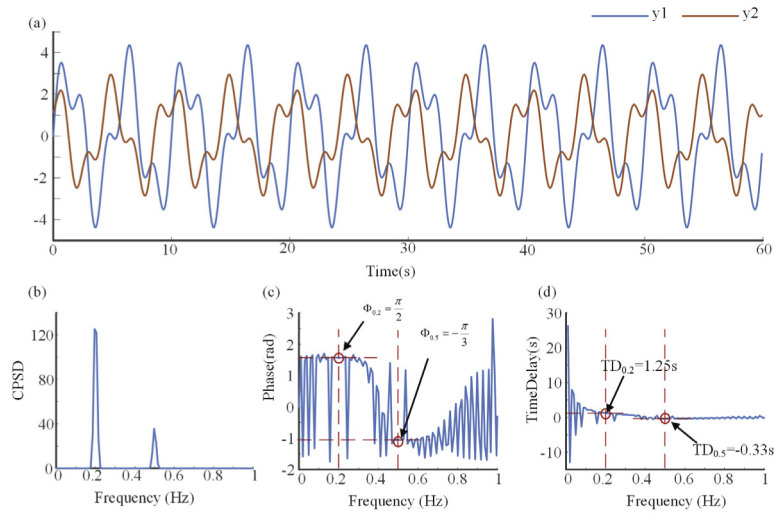 (a)
y1 y2
4
2
0
-2
-4
0 10 20 30 40 50 60
Time(s)
(b)
CPSD
120
80
40
0
0 0.2 0.4 0.6 0.8 1
Frequency (Hz)
(c)
Phase(rad)
3
2
1
0
-1
-2
0 0.2 0.4 0.6 0.8 1
Frequency (Hz)
Φ0.2 = π/2
Φ0.5 = −π/3
(d)
TimeDelay(s)
30
20
10
0
-10
0 0.2 0.4 0.6 0.8 1
Frequency (Hz)
TD0.2=1.25s
TD0.5=-0.33s